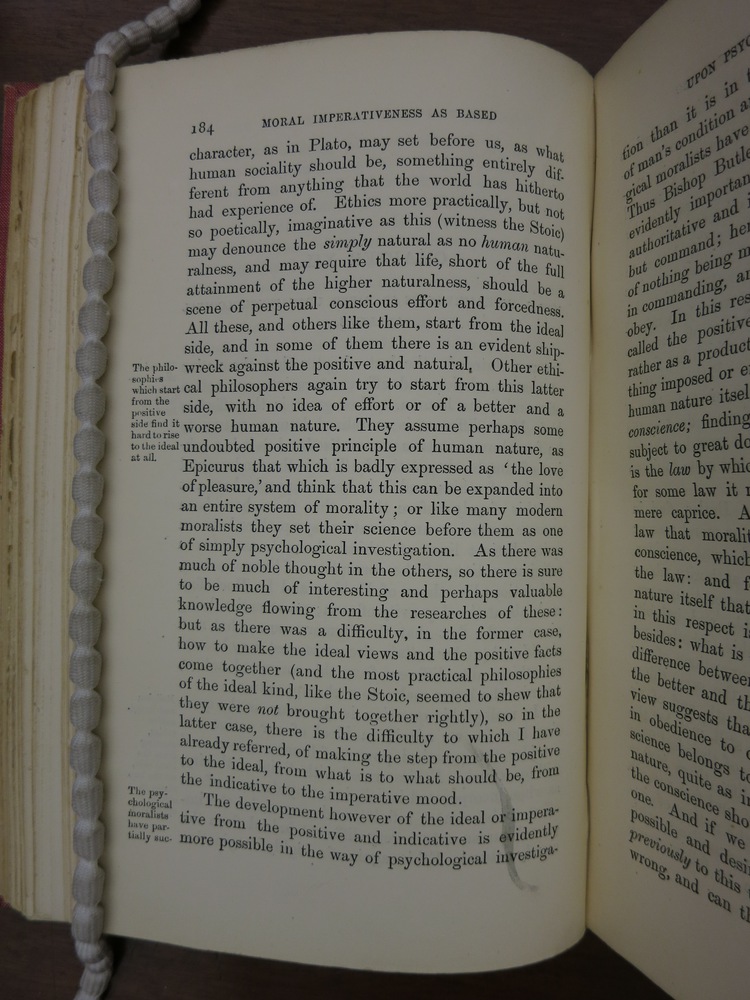 184 MORAL IMPERATIVENESS AS BASED
character, as in Plato, may set before us, as what
human sociality should be, something entirely dif-
ferent from anything that the world has hitherto
had experience of. Ethics more practically, but not
so poetically, imaginative as this (witness the Stoic)
may denounce the simply natural as no human natu-
ralness, and may require that life, short of the full
attainment of the higher naturalness, should be a
scene of perpetual conscious effort and forcedness.
All these, and others like them, start from the ideal
side, and in some of them there is an evident ship-
wreck against the positive and natural. Other ethi-
cal philosophers again try to start from this latter
side, with no idea of effort or of a better and a
worse human nature. They assume perhaps some
undoubted positive principle of human nature, as
Epicurus that which is badly expressed as ‘the love
of pleasure,’ and think that this can be expanded into
an entire system of morality; or like many modern
moralists they set their science before them as one
of simply psychological investigation. As there was
much of noble thought in the others, so there is sure
to be much of interesting and perhaps valuable
knowledge flowing from the researches of these:
but as there was a difficulty, in the former case,
how to make the ideal views and the positive facts
come together (and the most practical philosophies
of the ideal kind, like the Stoic, seemed to shew that
they were not brought together rightly), so in the
latter case, there is the difficulty to which I have
already referred, of making the step from the positive
to the ideal, from what is to what should be, from
the indicative to the imperative mood.
The development however of the ideal or impera-
tive from the positive and indicative is evidently
more possible in the way of psychological investiga-
The philo-
sophies
which start
from the
positive
side find it
hard to rise
to the ideal
at all.
The psy-
chological
moralists
have par-
tially suc-
UPON PSYC
tion than it is in t
of man's condition a
gical moralists have
Thus Bishop Butle
evidently importan
authoritative and i
but command; her
of nothing being m
in commanding, an
obey. In this res
called the positive
rather as a product
thing imposed or e
human nature itsel
conscience; finding
subject to great do
is the law by whic
for some law it m
mere caprice. A
law that moralit
conscience, which
the law: and f
nature itself that
in this respect is
besides: what is
difference between
the better and th
view suggests tha
in obedience to c
science belongs to
nature, quite as i
the conscience sho
one. And if we
possible and desi
previously to this
wrong, and can th